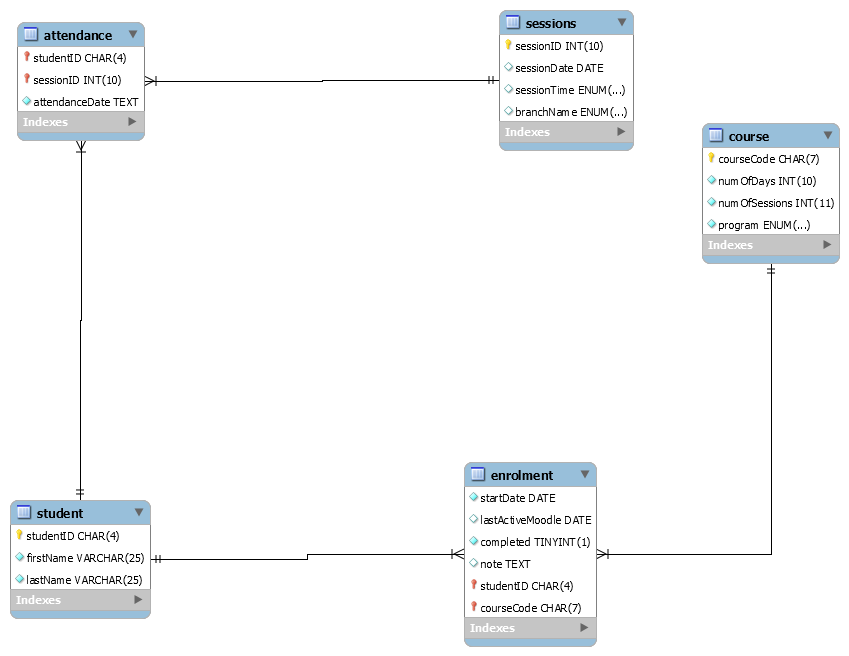 attendance
studentID CHAR(4)
sessionID INT(10)
attendanceDate TEXT
Indexes
sessions
sessionID INT(10)
sessionDate DATE
sessionTime ENUM(...)
branchName ENUM(...)
Indexes
course
courseCode CHAR(7)
numOfDays INT(10)
numOfSessions INT(11)
program ENUM(...)
Indexes
student
studentID CHAR(4)
firstName VARCHAR(25)
lastName VARCHAR(25)
Indexes
enrolment
startDate DATE
lastActiveMoodle DATE
completed TINYINT(1)
note TEXT
studentID CHAR(4)
courseCode CHAR(7)
Indexes